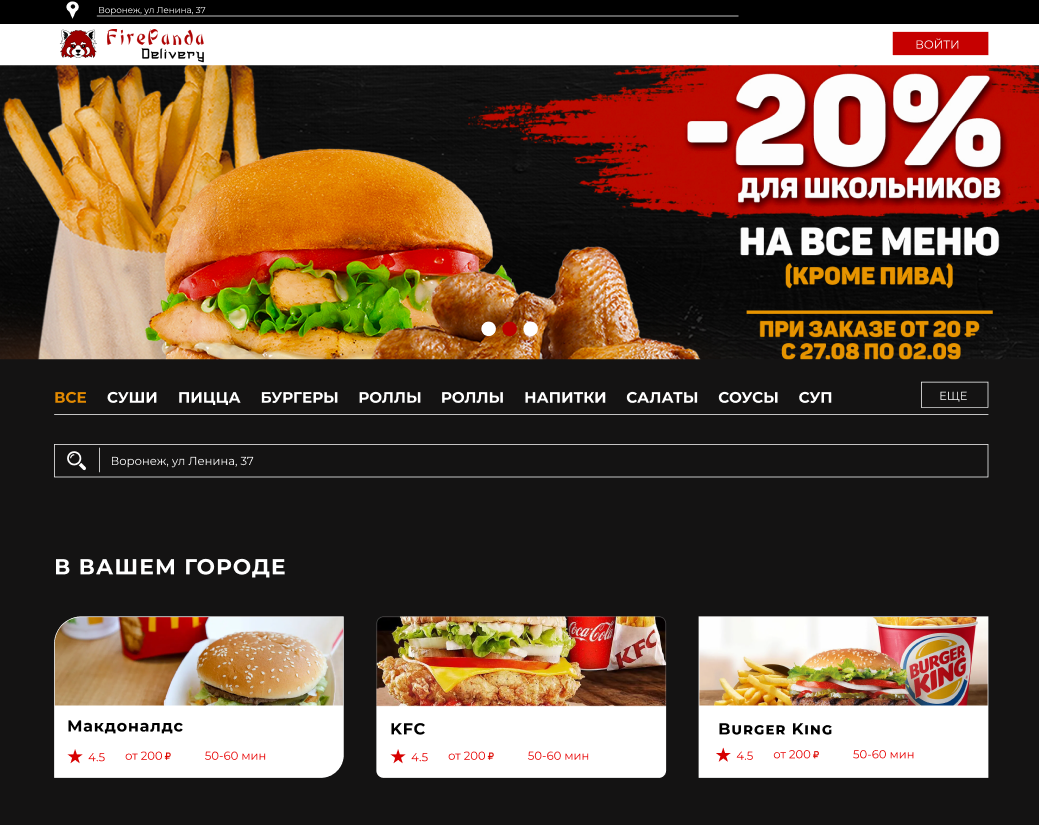 Воронеж, ул Ленина, 37
FirePanda
Delivery
ВОЙТИ
-20%
ДЛЯ ШКОЛЬНИКОВ
НА ВСЕ МЕНЮ
(КРОМЕ ПИВА)
ПРИ ЗАКАЗЕ ОТ 20 ₽
С 27.08 ПО 02.09
ВСЕ СУШИ ПИЦЦА БУРГЕРЫ РОЛЛЫ РОЛЛЫ НАПИТКИ САЛАТЫ СОУСЫ СУП ЕЩЕ
Воронеж, ул Ленина, 37
В ВАШЕМ ГОРОДЕ
Макдоналдс
4.5 от 200 ₽ 50-60 мин
Coca-Cola
KFC
KFC
4.5 от 200 ₽ 50-60 мин
BURGER
KING
BURGER KING
4.5 от 200 ₽ 50-60 мин